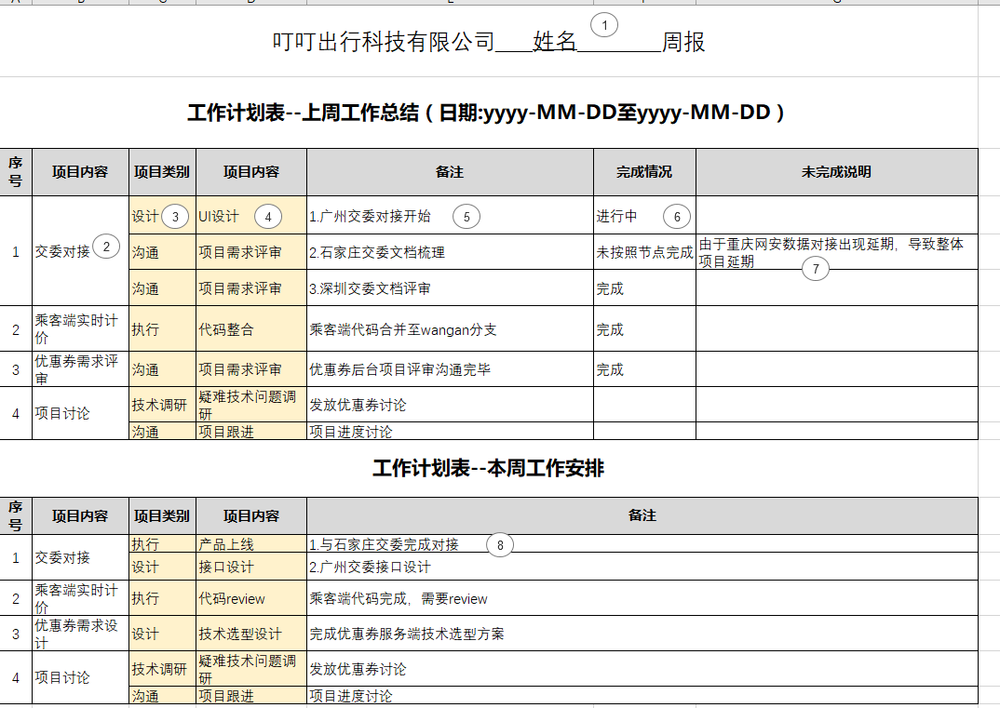 叮叮出行科技有限公司___姓名_______周报
1
工作计划表--上周工作总结（日期:yyyy-MM-DD至yyyy-MM-DD）
序号 项目内容 项目类别 项目内容 备注 完成情况 未完成说明
1 交委对接 2 设计 3 UI设计 4 1.广州交委对接开始 5 进行中 6
沟通 项目需求评审 2.石家庄交委文档梳理 未按照节点完成 由于重庆网安数据对接出现延期，导致整体
项目延期 7
沟通 项目需求评审 3.深圳交委文档评审 完成
2 乘客端实时计
价 执行 代码整合 乘客端代码合并至wangan分支 完成
3 优惠券需求评
审 沟通 项目需求评审 优惠券后台项目评审沟通完毕 完成
4 项目讨论 技术调研 疑难技术问题调
研 发放优惠券讨论
沟通 项目跟进 项目进度讨论
工作计划表--本周工作安排
序号 项目内容 项目类别 项目内容 备注
1 交委对接 执行 产品上线 1.与石家庄交委完成对接 8
设计 接口设计 2.广州交委接口设计
2 乘客端实时计
价 执行 代码review 乘客端代码完成，需要review
3 优惠券需求设
计 设计 技术选型设计 完成优惠券服务端技术选型方案
4 项目讨论 技术调研 疑难技术问题调
研 发放优惠券讨论
沟通 项目跟进 项目进度讨论